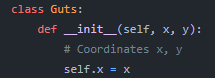 class Guts:
    def __init__(self, x, y):
        # Coordinates x, y
        self.x = x